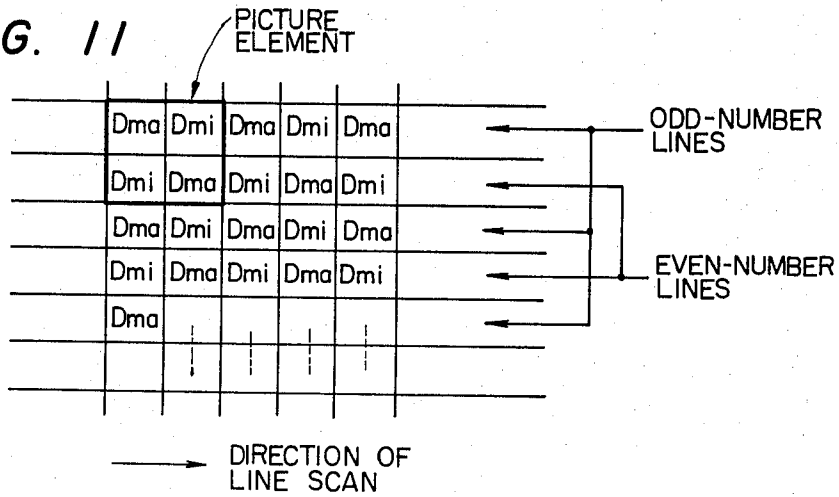 G. 11
PICTURE
ELEMENT
Dma Dmi Dma Dmi Dma
ODD-NUMBER
LINES
Dmi Dma Dmi Dma Dmi
Dma Dmi Dma Dmi Dma
Dmi Dma Dmi Dma Dmi
EVEN-NUMBER
LINES
Dma
DIRECTION OF
LINE SCAN